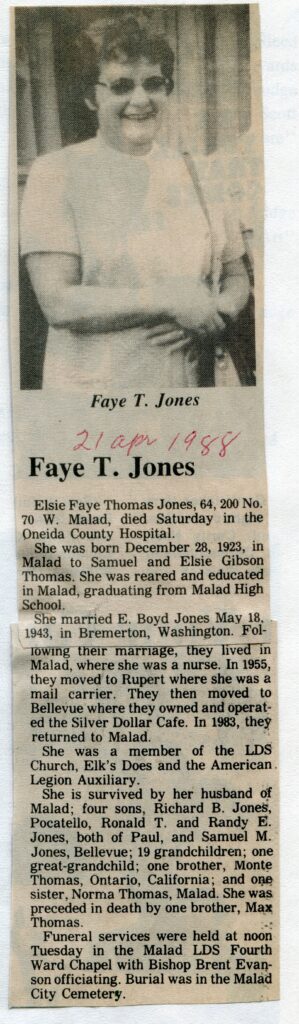 Faye T. Jones
21 apr 1988
Faye T. Jones
Elsie Faye Thomas Jones, 64, 200 No.
70 W. Malad, died Saturday in the
Oneida County Hospital.
She was born December 28, 1923, in
Malad to Samuel and Elsie Gibson
Thomas. She was reared and educated
in Malad, graduating from Malad High
School.
She married E. Boyd Jones May 18,
1943, in Bremerton, Washington. Fol-
lowing their marriage, they lived in
Malad, where she was a nurse. In 1955,
they moved to Rupert where she was a
mail carrier. They then moved to
Bellevue where they owned and operat-
ed the Silver Dollar Cafe. In 1983, they
returned to Malad.
She was a member of the LDS
Church, Elk's Does and the American
Legion Auxiliary.
She is survived by her husband of
Malad; four sons, Richard B. Jones,
Pocatello, Ronald T. and Randy E.
Jones, both of Paul, and Samuel M.
Jones, Bellevue; 19 grandchildren; one
great-grandchild; one brother, Monte
Thomas, Ontario, California; and one
sister, Norma Thomas, Malad. She was
preceded in death by one brother, Max
Thomas.
Funeral services were held at noon
Tuesday in the Malad LDS Fourth
Ward Chapel with Bishop Brent Evan-
son officiating. Burial was in the Malad
City Cemetery.